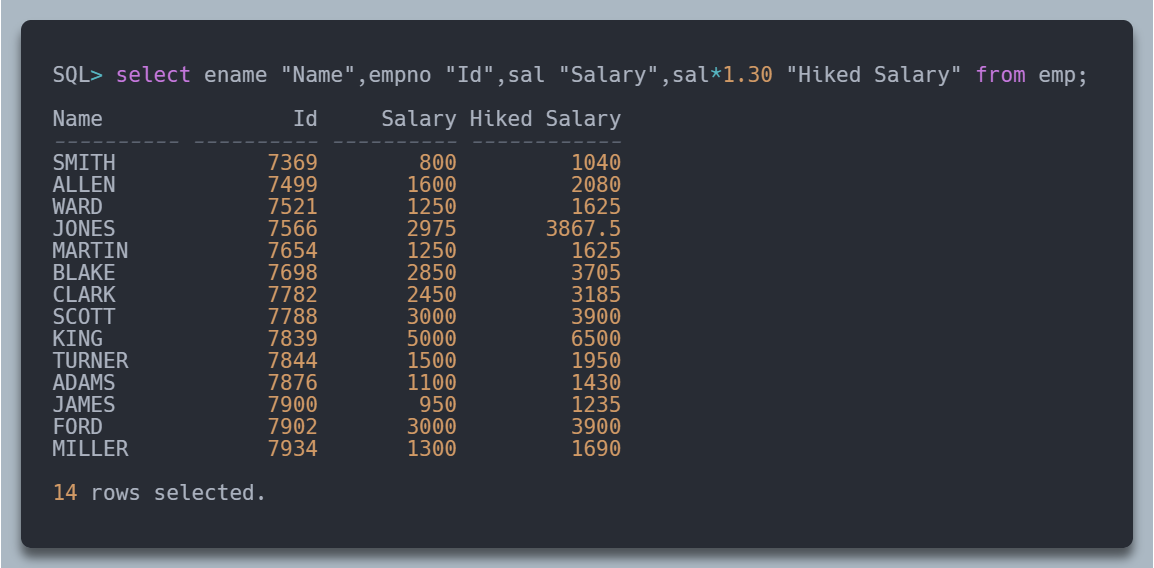 SQL> select ename "Name",empno "Id",sal "Salary",sal*1.30 "Hiked Salary" from emp;
Name               Id     Salary Hiked Salary
---------- ---------- ---------- ------------
SMITH            7369        800         1040
ALLEN            7499       1600         2080
WARD             7521       1250         1625
JONES            7566       2975       3867.5
MARTIN           7654       1250         1625
BLAKE            7698       2850         3705
CLARK            7782       2450         3185
SCOTT            7788       3000         3900
KING             7839       5000         6500
TURNER           7844       1500         1950
ADAMS            7876       1100         1430
JAMES            7900        950         1235
FORD             7902       3000         3900
MILLER           7934       1300         1690
14 rows selected.